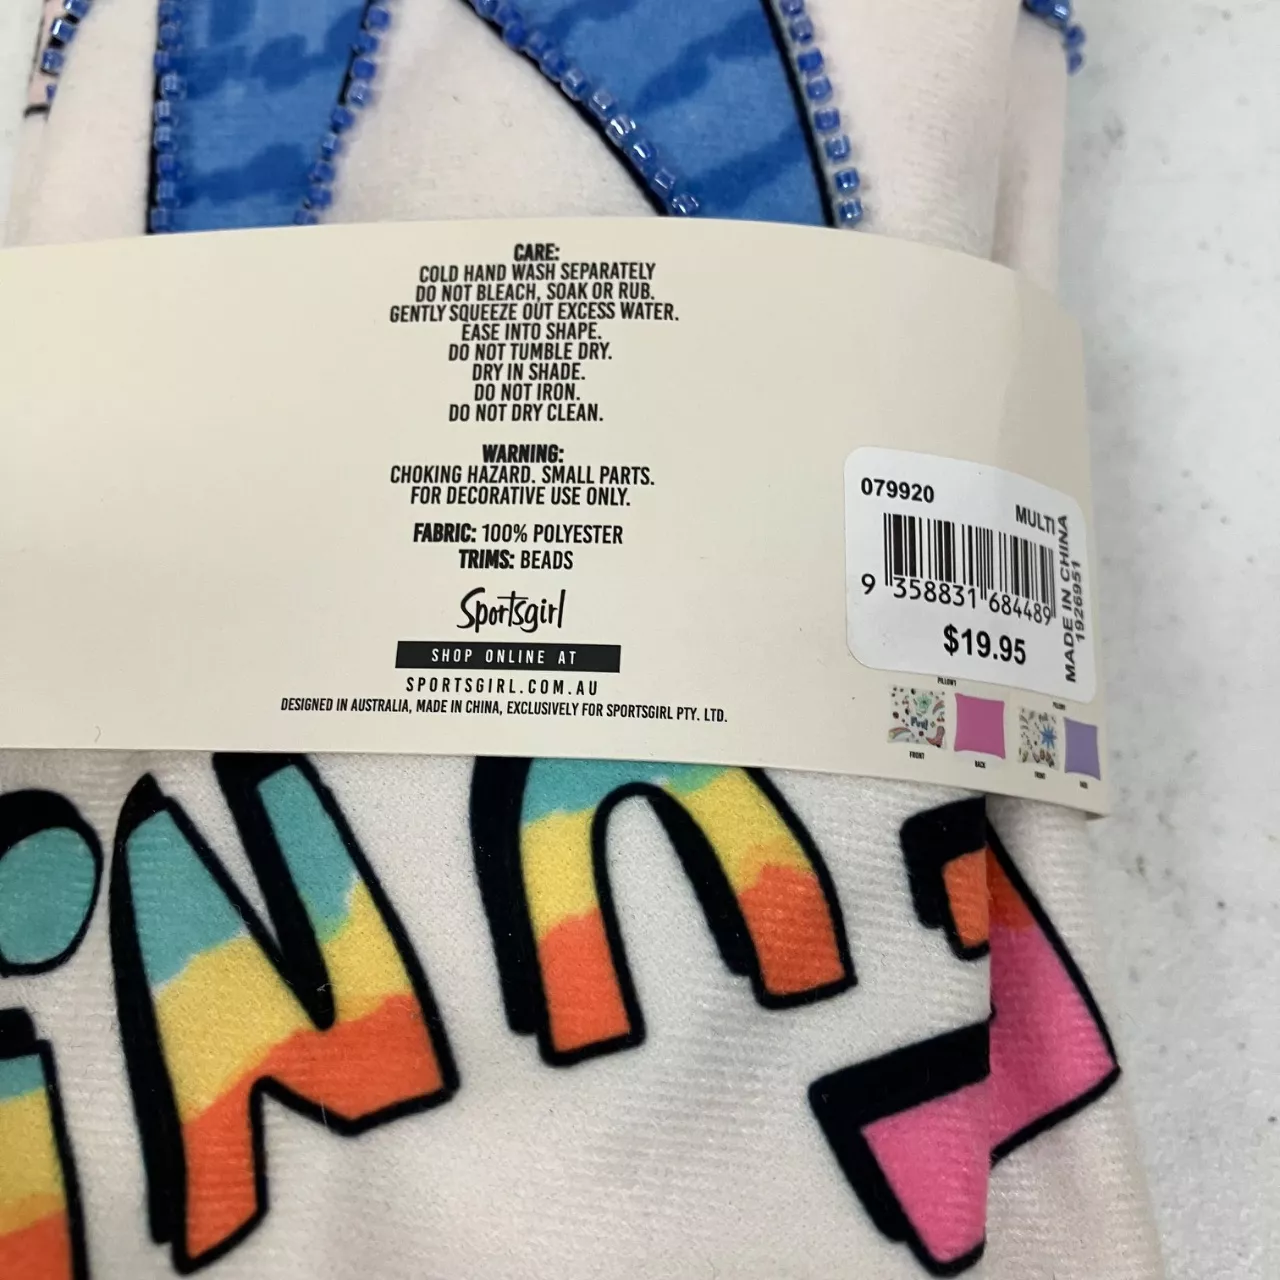 CARE:
COLD HAND WASH SEPARATELY
DO NOT BLEACH, SOAK OR RUB.
GENTLY SQUEEZE OUT EXCESS WATER.
EASE INTO SHAPE.
DO NOT TUMBLE DRY.
DRY IN SHADE.
DO NOT IRON.
DO NOT DRY CLEAN.
WARNING:
CHOKING HAZARD. SMALL PARTS.
FOR DECORATIVE USE ONLY.
FABRIC: 100% POLYESTER
TRIMS: BEADS
Sportsgirl
SHOP ONLINE AT
SPORTSGIRL.COM.AU
DESIGNED IN AUSTRALIA, MADE IN CHINA, EXCLUSIVELY FOR SPORTSGIRL PTY. LTD.
079920
MULTI
9 358831 684489
$19.95
MADE IN CHINA
1926951
FRONT
BACK
FRONT
BACK